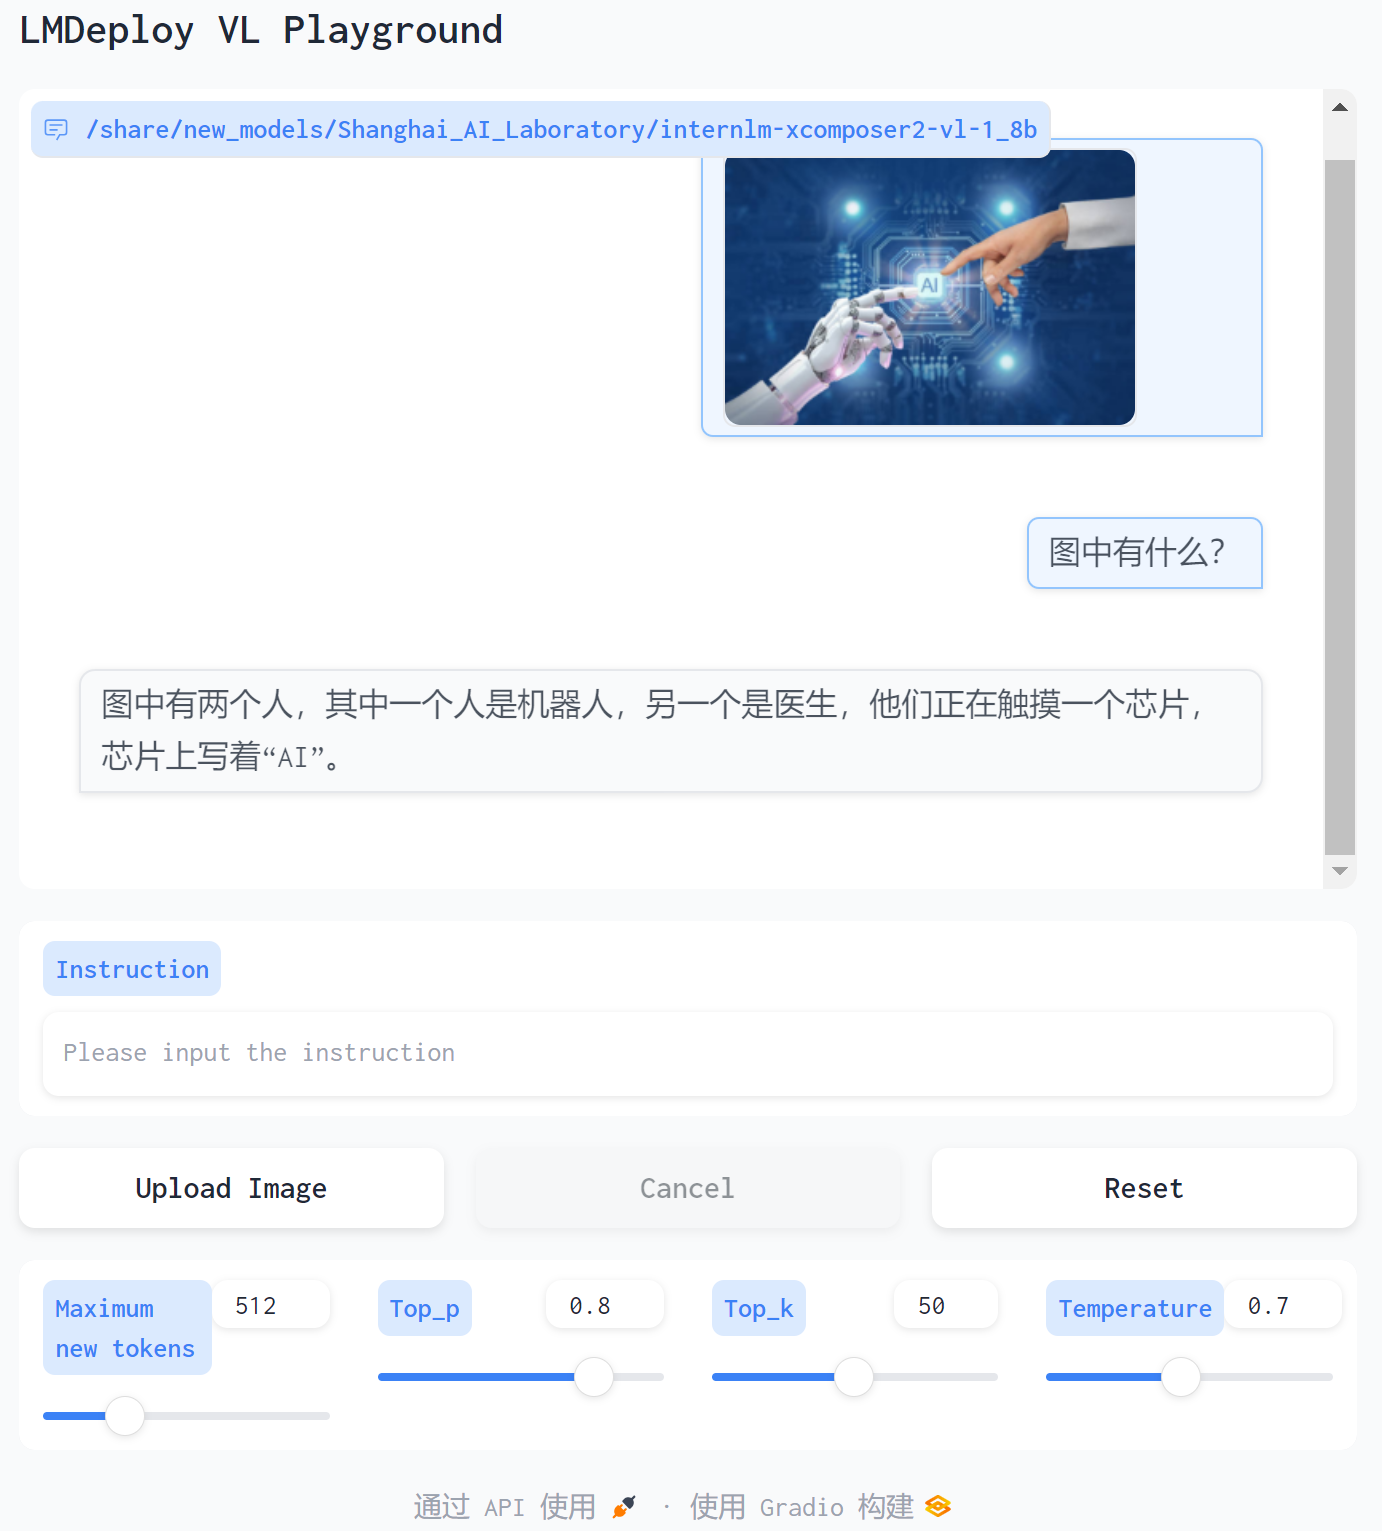 LMDeploy VL Playground
/share/new_models/Shanghai_AI_Laboratory/internlm-xcomposer2-vl-1_8b
AI
图中有什么？
图中有两个人，其中一个人是机器人，另一个是医生，他们正在触摸一个芯片，
芯片上写着“AI”。
Instruction
Please input the instruction
Upload Image
Cancel
Reset
Maximum
new tokens
512
Top_p
0.8
Top_k
50
Temperature
0.7
通过 API 使用 · 使用 Gradio 构建